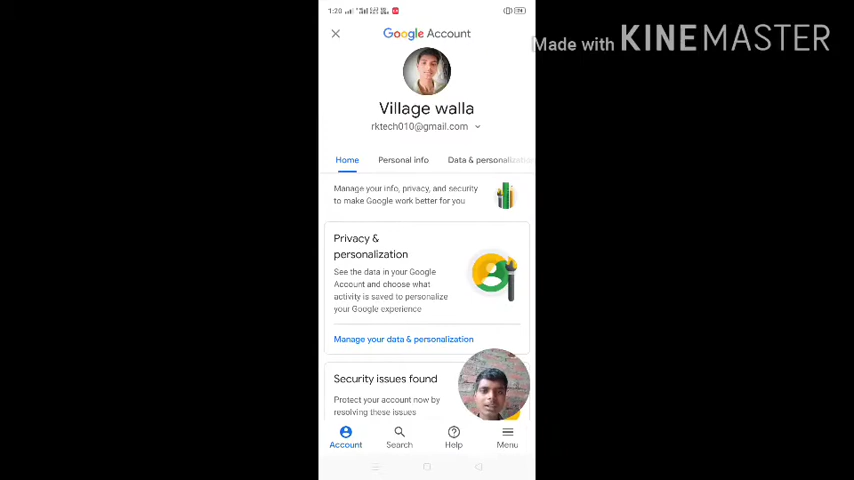 1:20
Google Account
Made with KINEMASTER
Village walla
rktech010@gmail.com
Home Personal info Data & personalization
Manage your info, privacy, and security
to make Google work better for you
Privacy &
personalization
See the data in your Google
Account and choose what
activity is saved to personalize
your Google experience
Manage your data & personalization
Security issues found
Protect your account now by
resolving these issues
Account Search Help Menu